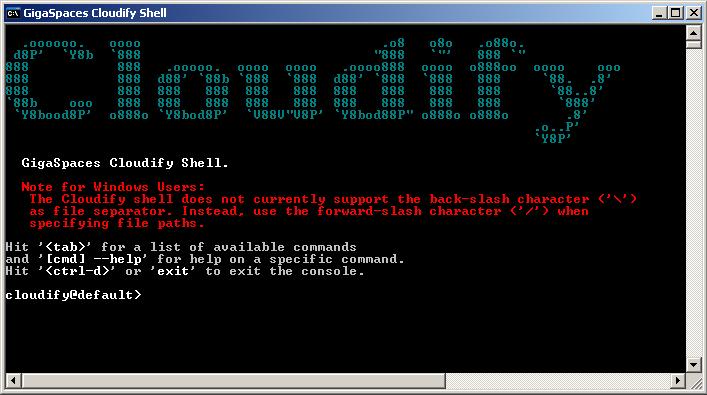 GigaSpaces Cloudify Shell
Cloudify
GigaSpaces Cloudify Shell.
Note for Windows Users:
The Cloudify shell does not currently support the back-slash character ('\')
as file separator. Instead, use the forward-slash character ('/') when
specifying file paths.
Hit '<tab>' for a list of available commands
and '[cmd] --help' for help on a specific command.
Hit '<ctrl-d>' or 'exit' to exit the console.
cloudify@default>